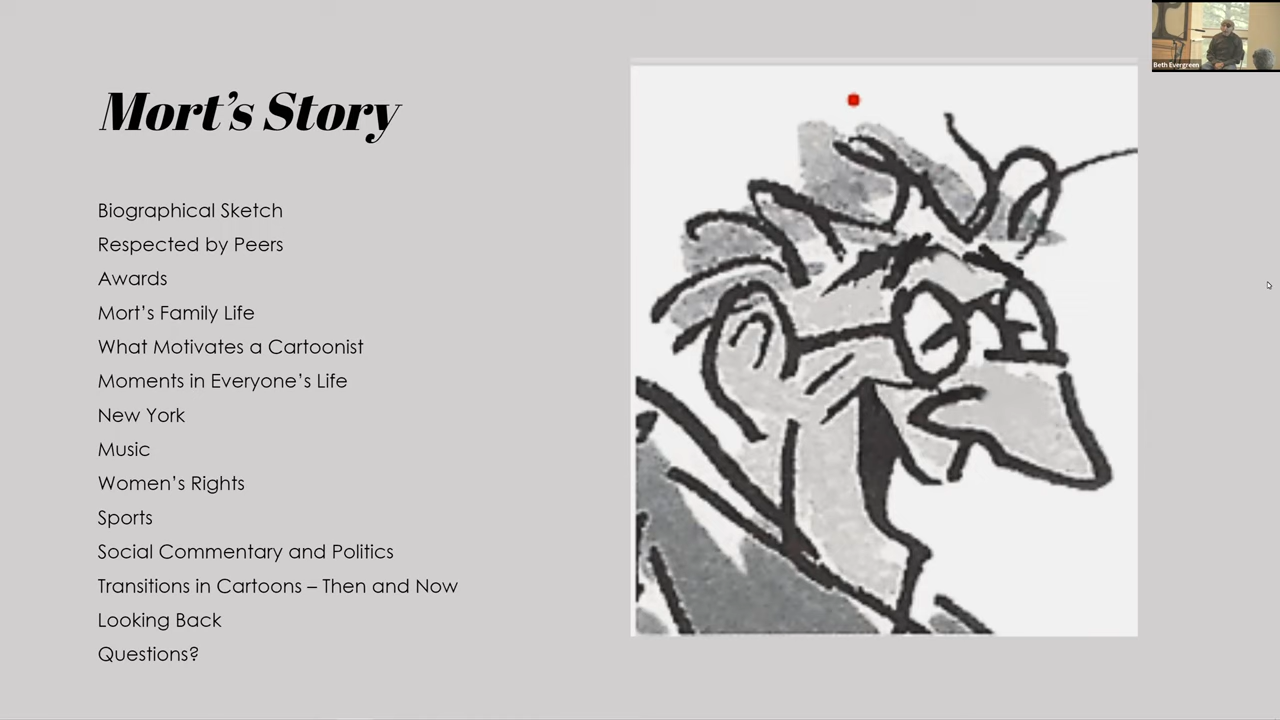 Mort's Story
Biographical Sketch
Respected by Peers
Awards
Mort's Family Life
What Motivates a Cartoonist
Moments in Everyone's Life
New York
Music
Women's Rights
Sports
Social Commentary and Politics
Transitions in Cartoons – Then and Now
Looking Back
Questions?
Beth Evergreen